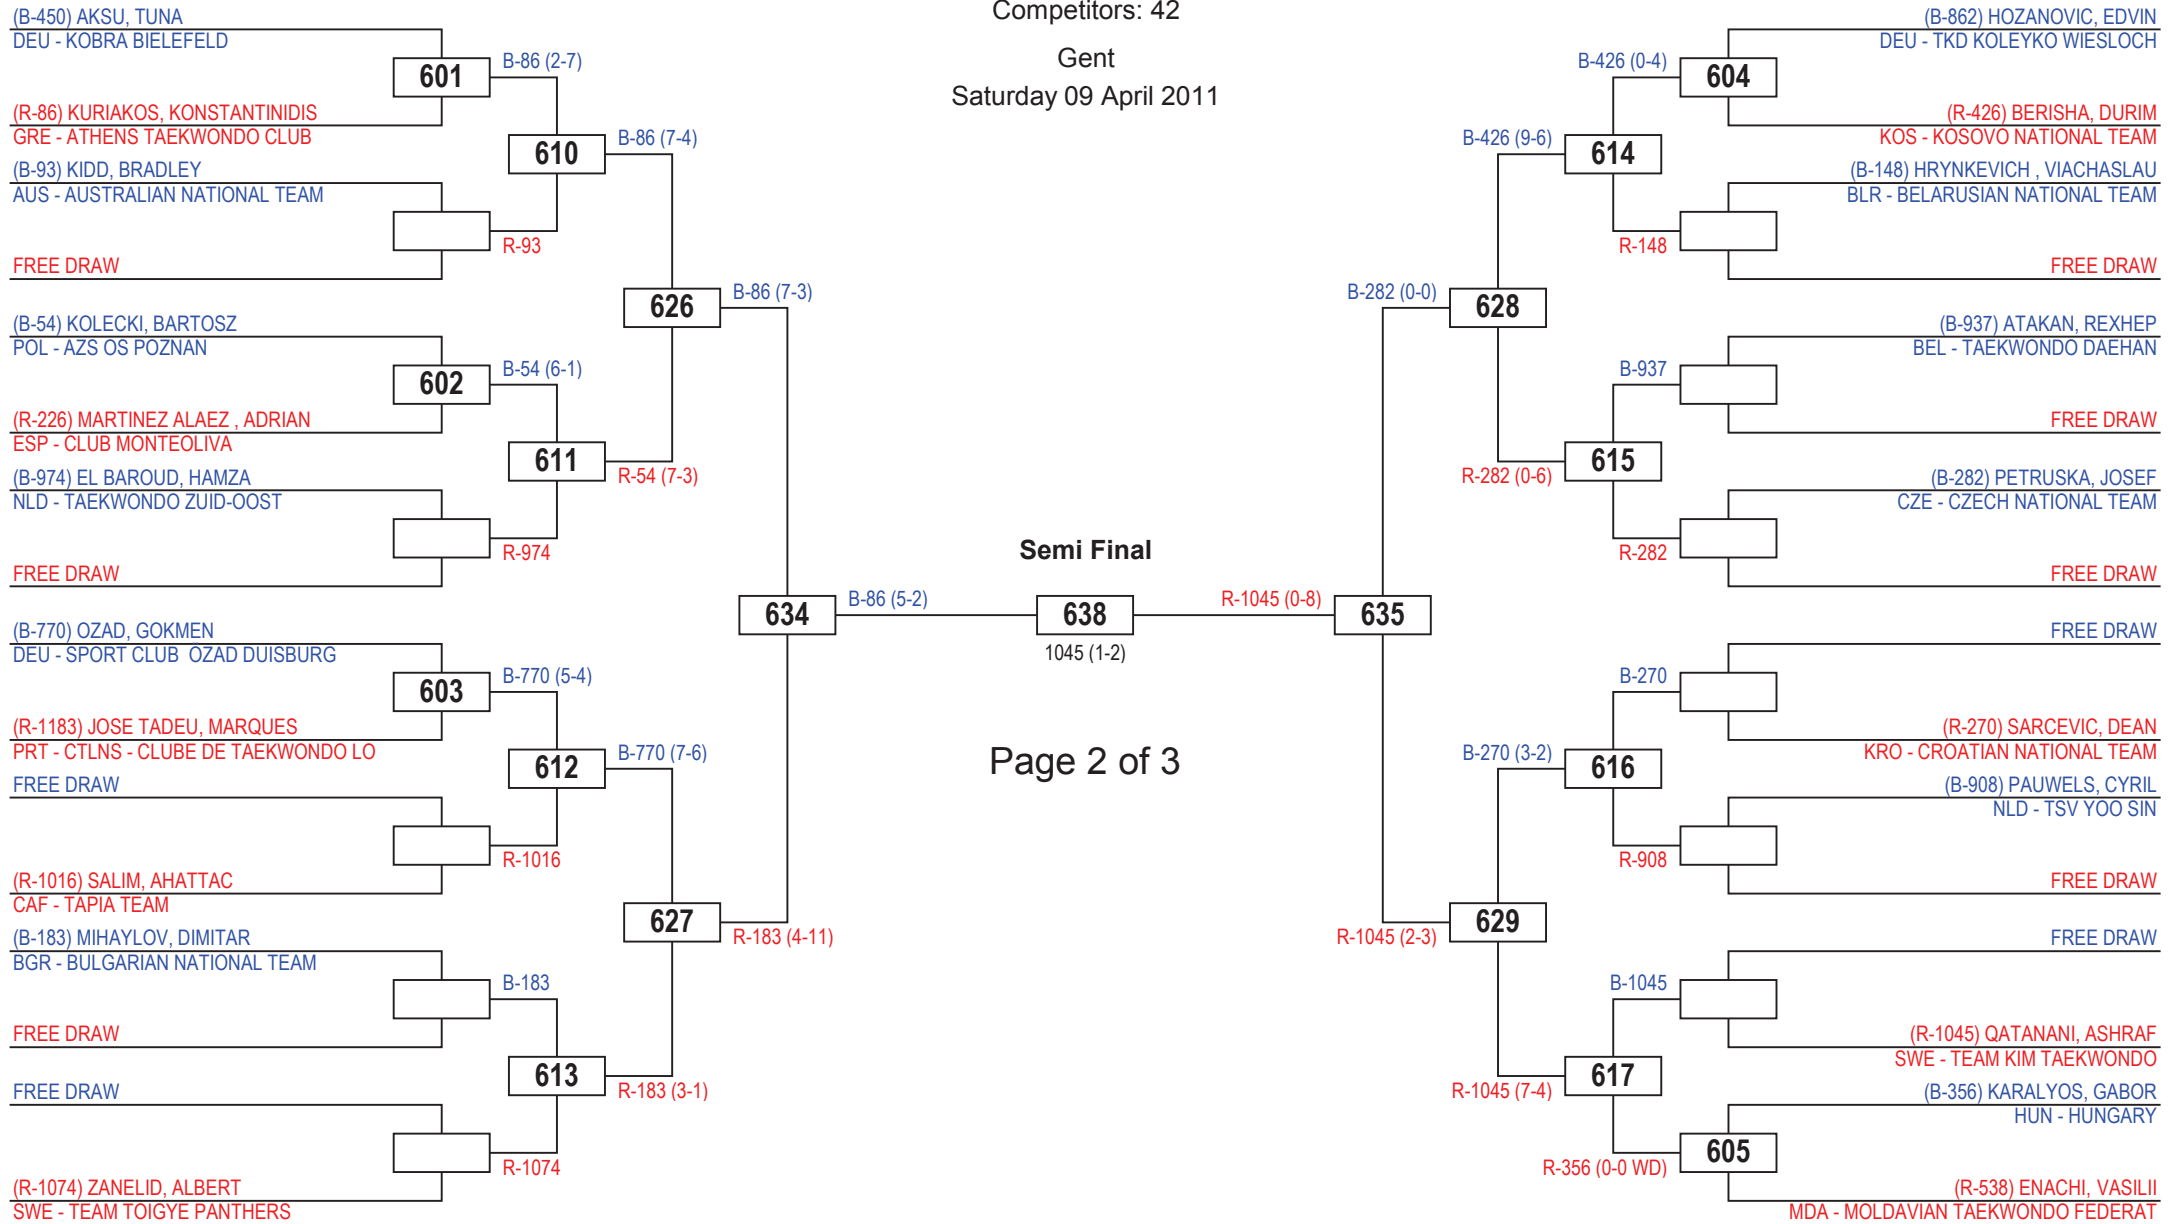 Competitors: 42
Gent
Saturday 09 April 2011
(B-450) AKSU, TUNA
DEU - KOBRA BIELEFELD
601
B-86 (2-7)
(R-86) KURIAKOS, KONSTANTINIDIS
GRE - ATHENS TAEKWONDO CLUB
610
B-86 (7-4)
(B-93) KIDD, BRADLEY
AUS - AUSTRALIAN NATIONAL TEAM
R-93
FREE DRAW
626
B-86 (7-3)
(B-54) KOLECKI, BARTOSZ
POL - AZS OS POZNAN
602
B-54 (6-1)
(R-226) MARTINEZ ALAEZ , ADRIAN
ESP - CLUB MONTEOLIVA
611
R-54 (7-3)
(B-974) EL BAROUD, HAMZA
NLD - TAEKWONDO ZUID-OOST
R-974
FREE DRAW
634
B-86 (5-2)
(B-770) OZAD, GOKMEN
DEU - SPORT CLUB  OZAD DUISBURG
603
B-770 (5-4)
(R-1183) JOSE TADEU, MARQUES
PRT - CTLNS - CLUBE DE TAEKWONDO LO
612
B-770 (7-6)
FREE DRAW
R-1016
(R-1016) SALIM, AHATTAC
CAF - TAPIA TEAM
627
R-183 (4-11)
(B-183) MIHAYLOV, DIMITAR
BGR - BULGARIAN NATIONAL TEAM
B-183
FREE DRAW
613
R-183 (3-1)
FREE DRAW
R-1074
(R-1074) ZANELID, ALBERT
SWE - TEAM TOIGYE PANTHERS
Semi Final
638
1045 (1-2)
Page 2 of 3
(B-862) HOZANOVIC, EDVIN
DEU - TKD KOLEYKO WIESLOCH
B-426 (0-4)
604
(R-426) BERISHA, DURIM
KOS - KOSOVO NATIONAL TEAM
B-426 (9-6)
614
(B-148) HRYNKEVICH , VIACHASLAU
BLR - BELARUSIAN NATIONAL TEAM
R-148
FREE DRAW
B-282 (0-0)
628
(B-937) ATAKAN, REXHEP
BEL - TAEKWONDO DAEHAN
B-937
FREE DRAW
R-282 (0-6)
615
(B-282) PETRUSKA, JOSEF
CZE - CZECH NATIONAL TEAM
R-282
FREE DRAW
R-1045 (0-8)
635
FREE DRAW
B-270
(R-270) SARCEVIC, DEAN
KRO - CROATIAN NATIONAL TEAM
B-270 (3-2)
616
(B-908) PAUWELS, CYRIL
NLD - TSV YOO SIN
R-908
FREE DRAW
R-1045 (2-3)
629
FREE DRAW
B-1045
(R-1045) QATANANI, ASHRAF
SWE - TEAM KIM TAEKWONDO
R-1045 (7-4)
617
(B-356) KARALYOS, GABOR
HUN - HUNGARY
R-356 (0-0 WD)
605
(R-538) ENACHI, VASILII
MDA - MOLDAVIAN TAEKWONDO FEDERAT